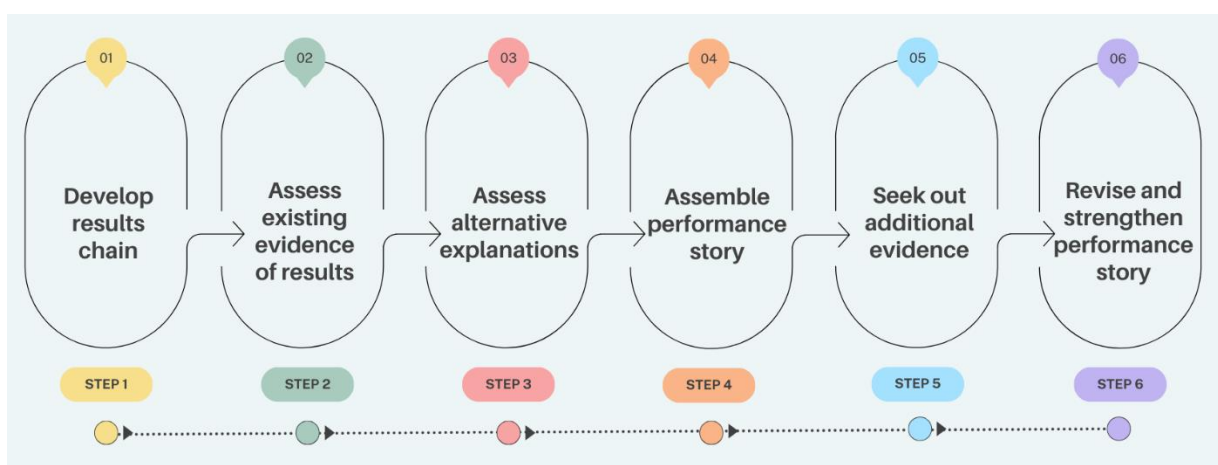 01
02
03
04
05
06
Develop
results
chain
Assess
existing
evidence
of results
Assess
alternative
explanations
Assemble
performance
story
Seek out
additional
evidence
Revise and
strengthen
performance
story
STEP 1
STEP 2
STEP 3
STEP 4
STEP 5
STEP 6